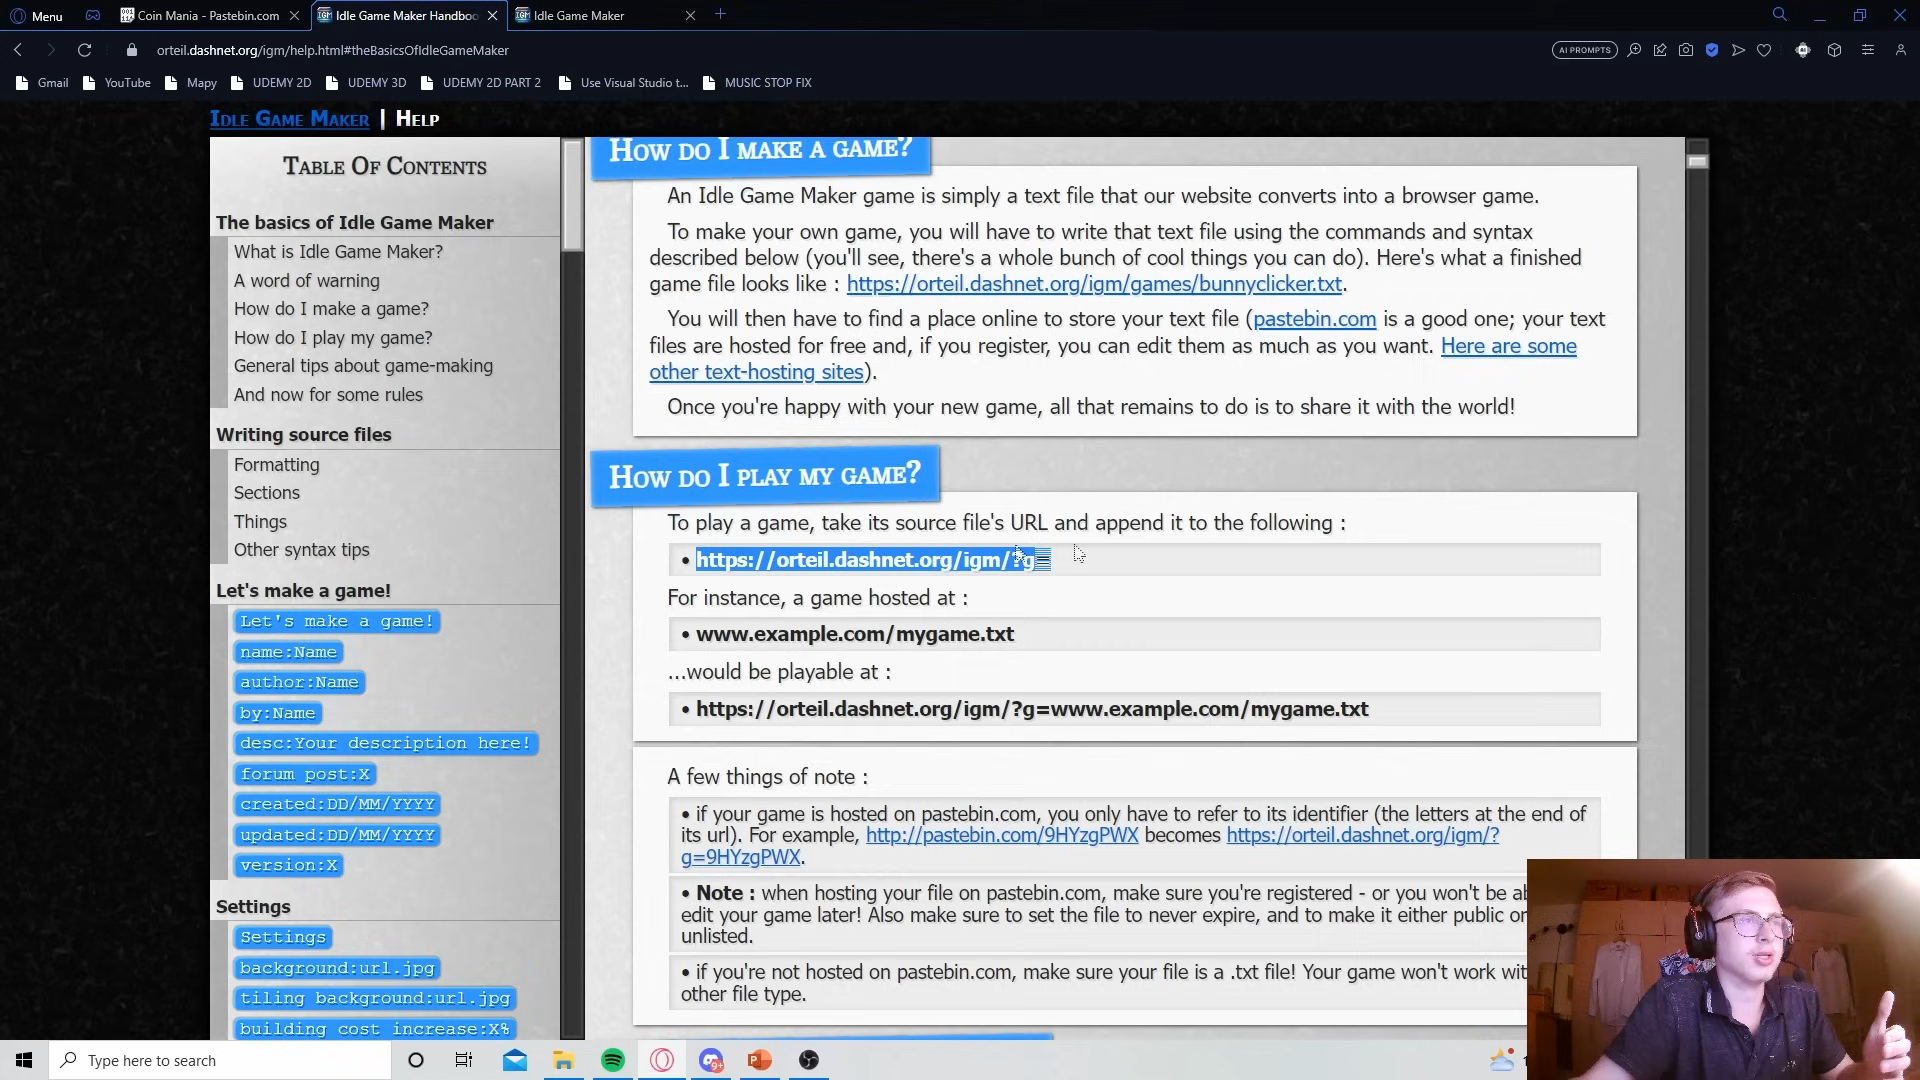 Menu
Coin Mania - Pastebin.com
Idle Game Maker Handboo
Idle Game Maker
orteil.dashnet.org/igm/help.html#theBasicsOfIdleGameMaker
AI PROMPTS
Gmail
YouTube
Mapy
UDEMY 2D
UDEMY 3D
UDEMY 2D PART 2
Use Visual Studio t...
MUSIC STOP FIX
Idle Game Maker | Help
Table Of Contents
The basics of Idle Game Maker
What is Idle Game Maker?
A word of warning
How do I make a game?
How do I play my game?
General tips about game-making
And now for some rules
Writing source files
Formatting
Sections
Things
Other syntax tips
Let's make a game!
Let's make a game!
name:Name
author:Name
by:Name
desc:Your description here!
forum post:X
created:DD/MM/YYYY
updated:DD/MM/YYYY
version:X
Settings
Settings
background:url.jpg
tiling background:url.jpg
building cost increase:X%
How do I make a game?
An Idle Game Maker game is simply a text file that our website converts into a browser game.
To make your own game, you will have to write that text file using the commands and syntax
described below (you'll see, there's a whole bunch of cool things you can do). Here's what a finished
game file looks like : https://orteil.dashnet.org/igm/games/bunnyclicker.txt.
You will then have to find a place online to store your text file (pastebin.com is a good one; your text
files are hosted for free and, if you register, you can edit them as much as you want. Here are some
other text-hosting sites).
Once you're happy with your new game, all that remains to do is to share it with the world!
How do I play my game?
To play a game, take its source file's URL and append it to the following :
• https://orteil.dashnet.org/igm/?g=
For instance, a game hosted at :
• www.example.com/mygame.txt
...would be playable at :
• https://orteil.dashnet.org/igm/?g=www.example.com/mygame.txt
A few things of note :
• if your game is hosted on pastebin.com, you only have to refer to its identifier (the letters at the end of
its url). For example, http://pastebin.com/9HYzgPWX becomes https://orteil.dashnet.org/igm/?
g=9HYzgPWX.
• Note : when hosting your file on pastebin.com, make sure you're registered - or you won't be ab
edit your game later! Also make sure to set the file to never expire, and to make it either public or
unlisted.
• if you're not hosted on pastebin.com, make sure your file is a .txt file! Your game won't work wit
other file type.
Type here to search